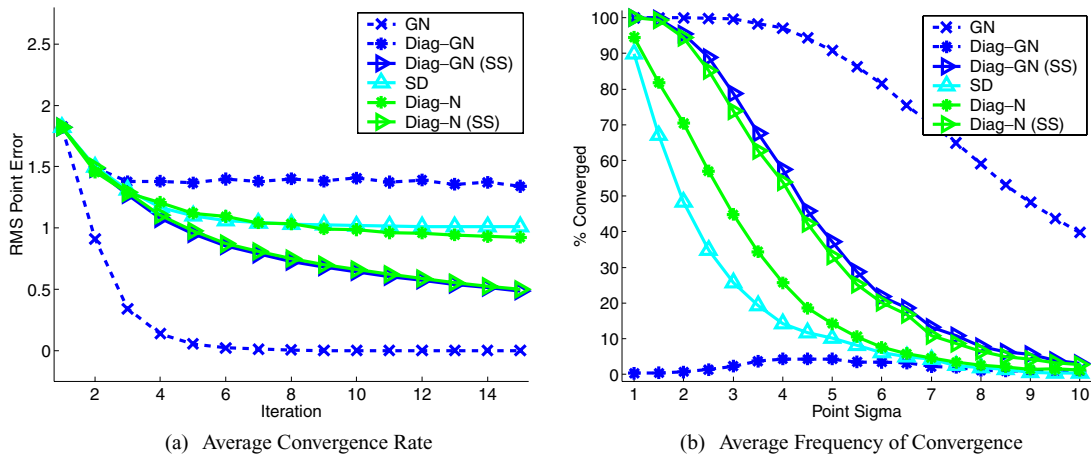 2.5
2
1.5
1
0.5
0
RMS Point Error
2 4 6 8 10 12 14
Iteration
GN
Diag–GN
Diag–GN (SS)
SD
Diag–N
Diag–N (SS)
(a) Average Convergence Rate
100
90
80
70
60
50
40
30
20
10
0
% Converged
1 2 3 4 5 6 7 8 9 10
Point Sigma
GN
Diag–GN
Diag–GN (SS)
SD
Diag–N
Diag–N (SS)
(b) Average Frequency of Convergence